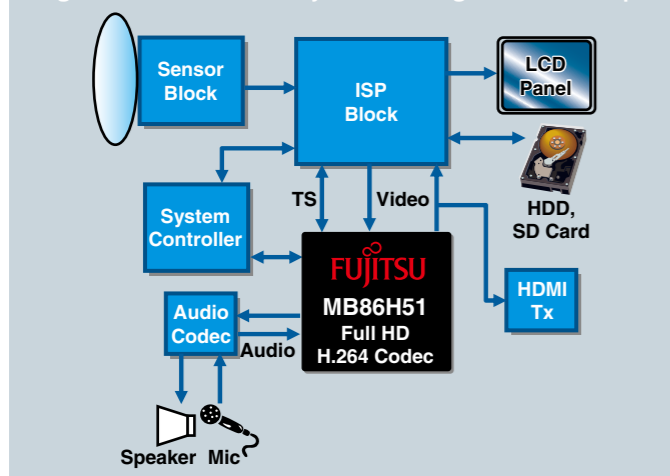 Sensor
Block
ISP
Block
LCD
Panel
TS
Video
HDD,
SD Card
System
Controller
FUJITSU
MB86H51
Full HD
H.264 Codec
HDMI
Tx
Audio
Codec
Audio
Speaker
Mic